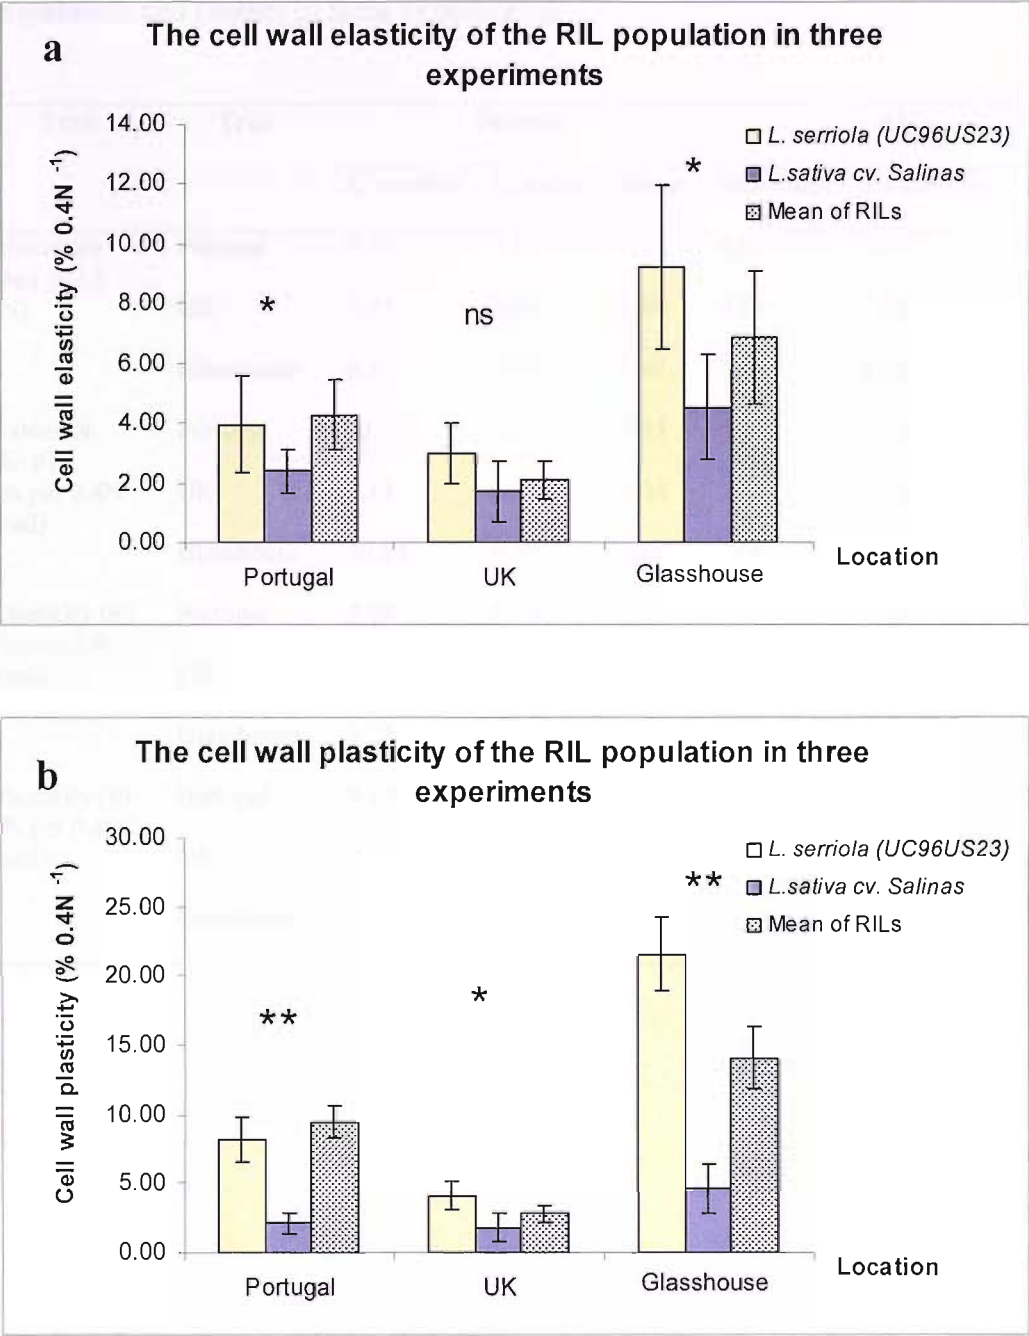 a
The cell wall elasticity of the RIL population in three
experiments
Cell wall elasticity (% 0.4N -1)
14.00
12.00
10.00
8.00
6.00
4.00
2.00
0.00
*
ns
*
L. serriola (UC96US23)
L.sativa cv. Salinas
Mean of RILs
Portugal
UK
Glasshouse
Location
b
The cell wall plasticity of the RIL population in three
experiments
Cell wall plasticity (% 0.4N -1)
30.00
25.00
20.00
15.00
10.00
5.00
0.00
**
*
**
L. serriola (UC96US23)
L.sativa cv. Salinas
Mean of RILs
Portugal
UK
Glasshouse
Location